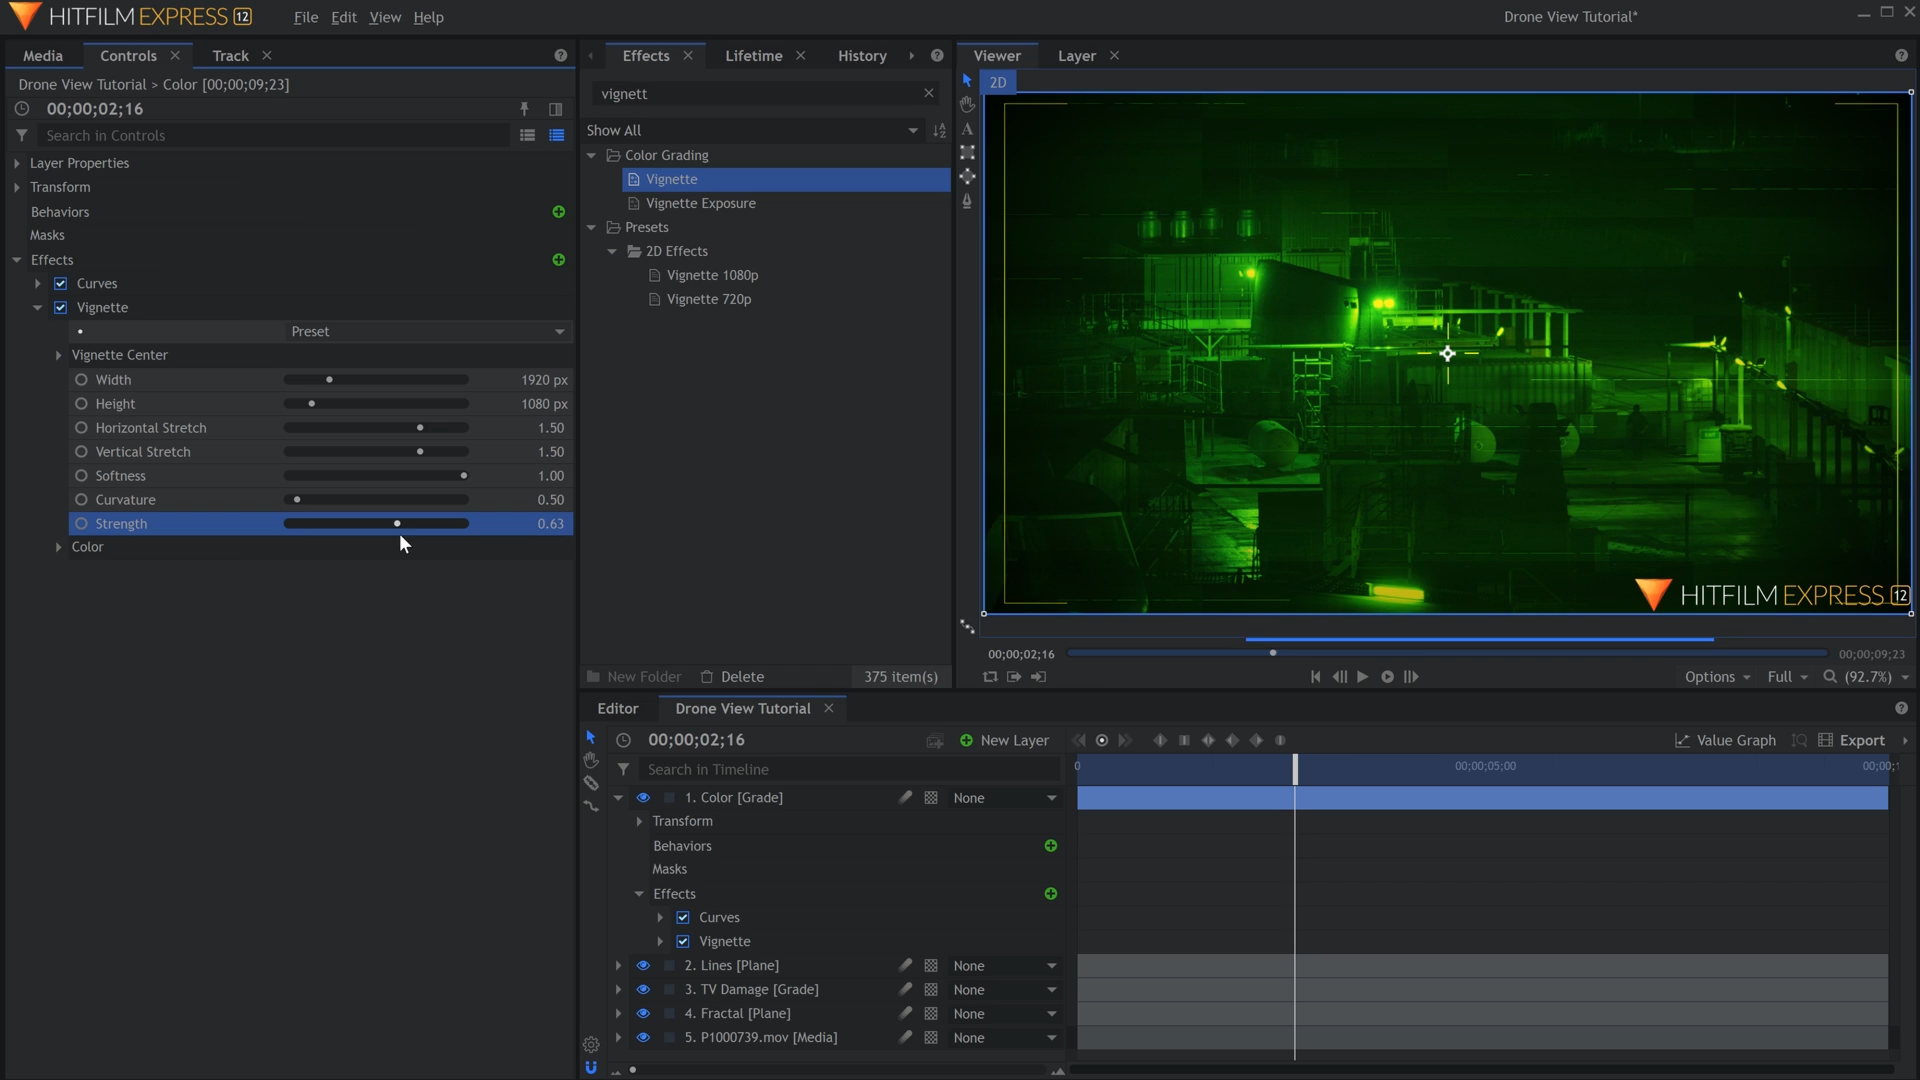 HITFILM EXPRESS 12
File Edit View Help
Drone View Tutorial*
Media Controls Track
Drone View Tutorial > Color [00;00;09;23]
00;00;02;16
Search in Controls
Layer Properties
Transform
Behaviors
Masks
Effects
Curves
Vignette
Preset
Vignette Center
Width 1920 px
Height 1080 px
Horizontal Stretch 1.50
Vertical Stretch 1.50
Softness 1.00
Curvature 0.50
Strength 0.63
Color
Effects Lifetime History
vignett
Show All
Color Grading
Vignette
Vignette Exposure
Presets
2D Effects
Vignette 1080p
Vignette 720p
New Folder Delete 375 item(s)
Viewer Layer
2D
HITFILM EXPRESS 12
00;00;02;16 00;00;09;23
Options Full (92.7%)
Editor Drone View Tutorial
00;00;02;16 New Layer Value Graph Export
Search in Timeline
0 00;00;05;00 00;00;1
1. Color [Grade] None
Transform
Behaviors
Masks
Effects
Curves
Vignette
2. Lines [Plane] None
3. TV Damage [Grade] None
4. Fractal [Plane] None
5. P1000739.mov [Media] None